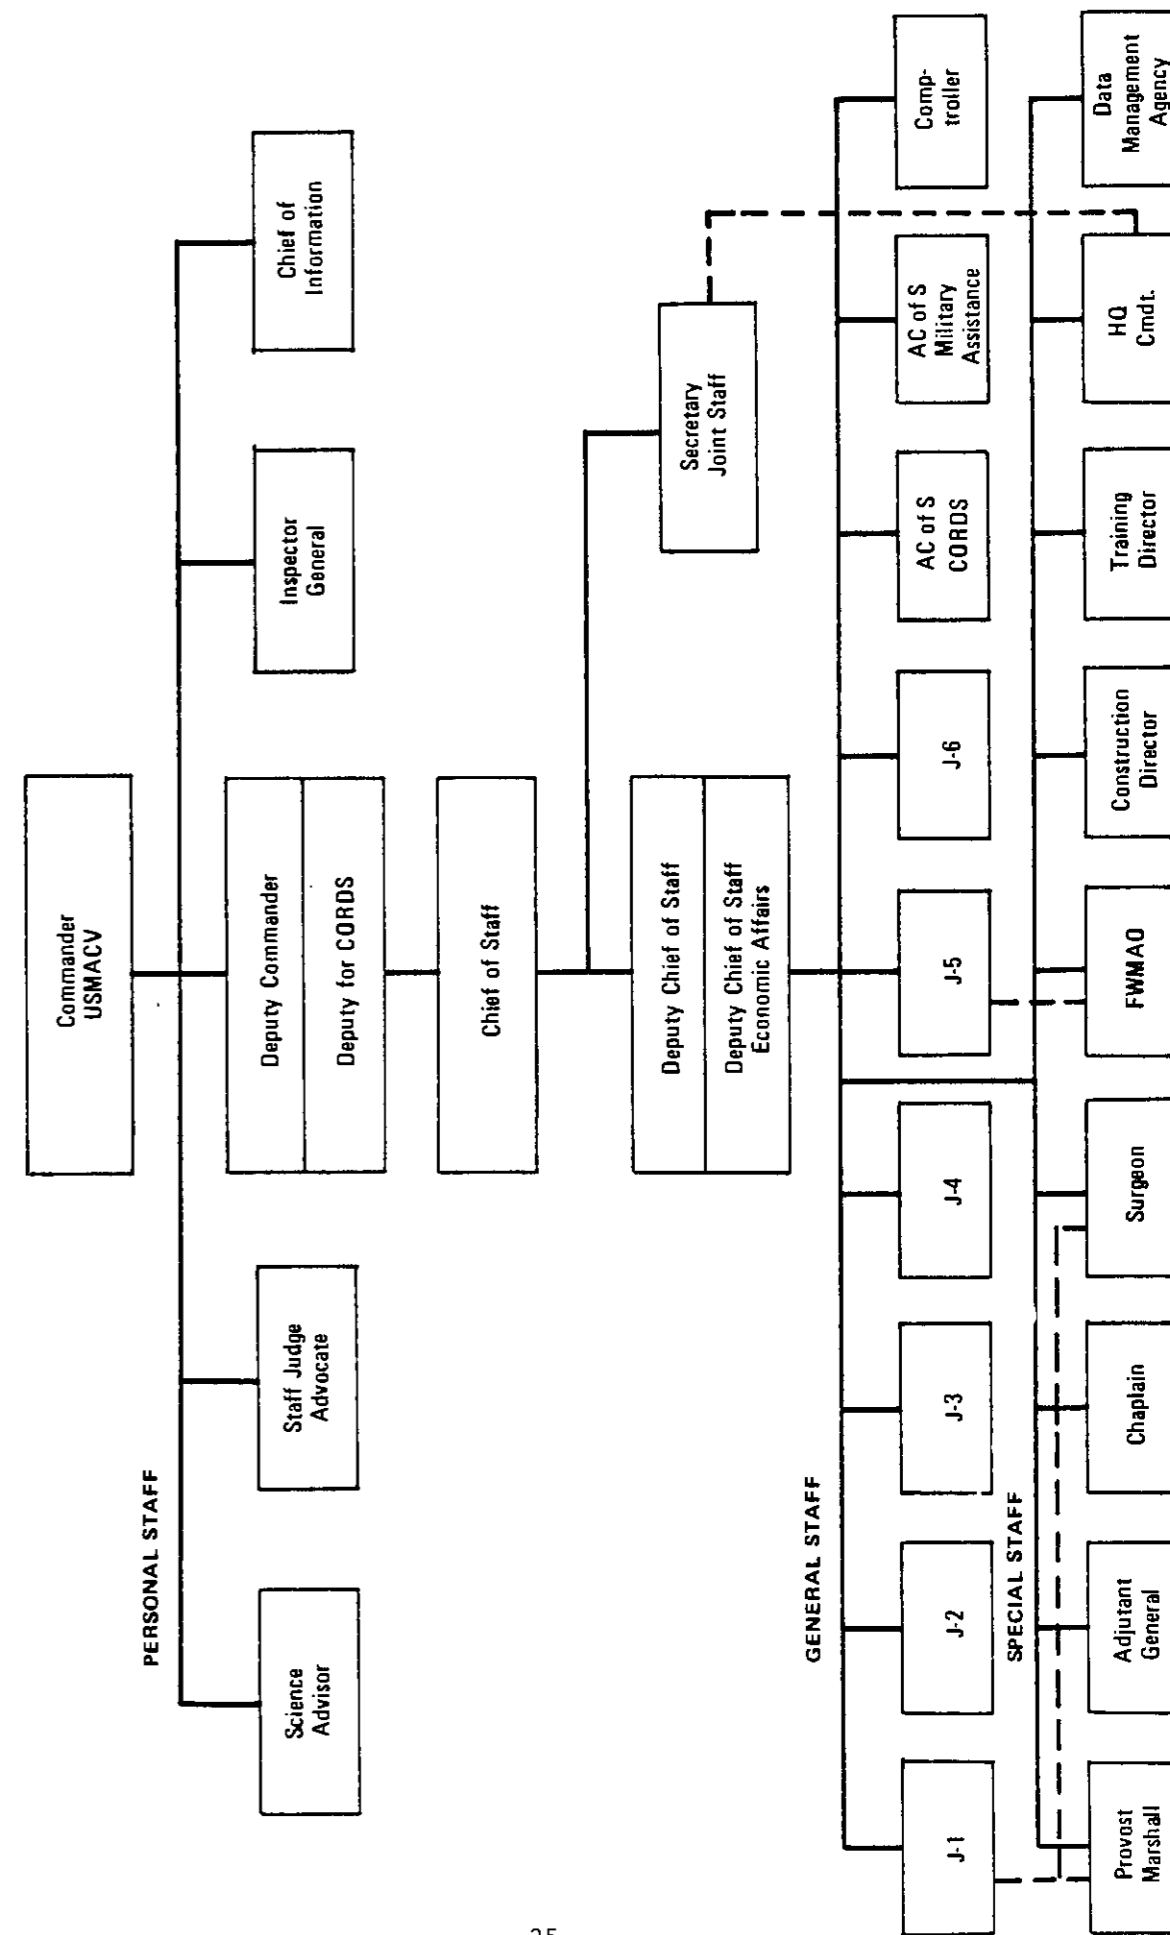 Commander
USMACV
PERSONAL STAFF
Science
Advisor
Staff Judge
Advocate
Deputy Commander
Deputy for CORDS
Inspector
General
Chief of
Information
Chief of Staff
Secretary
Joint Staff
Deputy Chief of Staff
Deputy Chief of Staff
Economic Affairs
GENERAL STAFF
J-1
J-2
J-3
J-4
J-5
J-6
AC of S
CORDS
AC of S
Military
Assistance
Comp-
troller
SPECIAL STAFF
Provost
Marshall
Adjutant
General
Chaplain
Surgeon
FWMAO
Construction
Director
Training
Director
HQ
Cmdt.
Data
Management
Agency